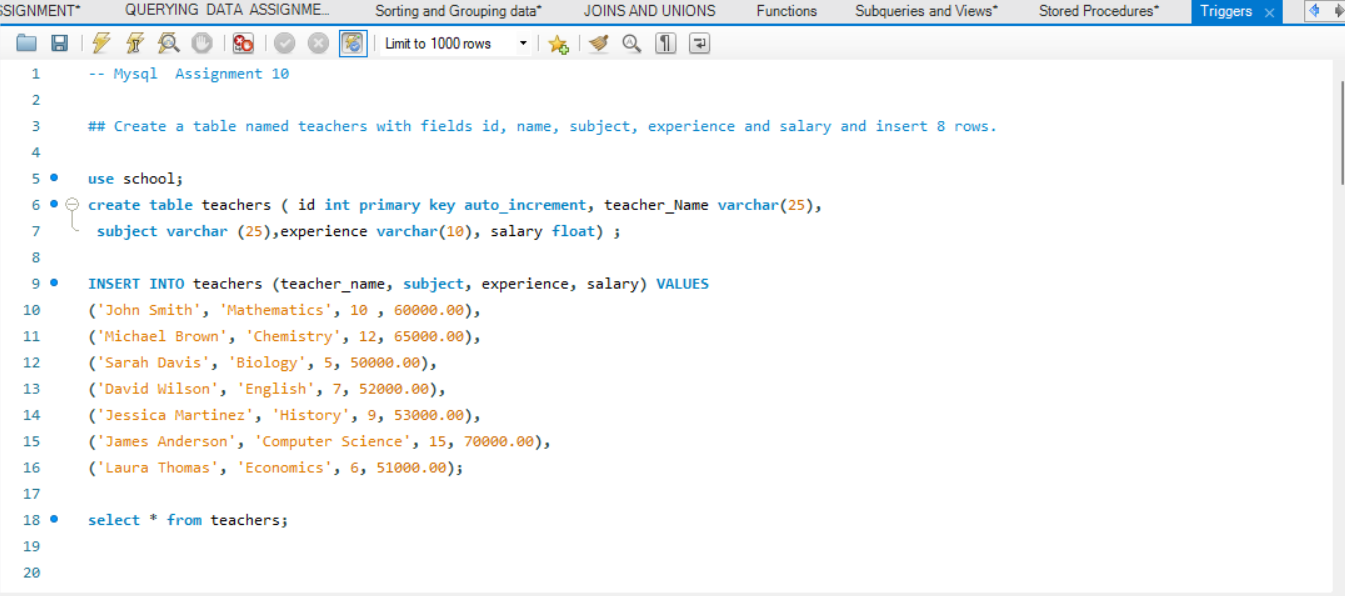 SSIGNMENT* QUERYING DATA ASSIGNME... Sorting and Grouping data* JOINS AND UNIONS Functions Subqueries and Views* Stored Procedures* Triggers
Limit to 1000 rows
1 -- Mysql Assignment 10
2
3 ## Create a table named teachers with fields id, name, subject, experience and salary and insert 8 rows.
4
5 use school;
6 create table teachers ( id int primary key auto_increment, teacher_Name varchar(25),
7 subject varchar (25),experience varchar(10), salary float) ;
8
9 INSERT INTO teachers (teacher_name, subject, experience, salary) VALUES
10 ('John Smith', 'Mathematics', 10 , 60000.00),
11 ('Michael Brown', 'Chemistry', 12, 65000.00),
12 ('Sarah Davis', 'Biology', 5, 50000.00),
13 ('David Wilson', 'English', 7, 52000.00),
14 ('Jessica Martinez', 'History', 9, 53000.00),
15 ('James Anderson', 'Computer Science', 15, 70000.00),
16 ('Laura Thomas', 'Economics', 6, 51000.00);
17
18 select * from teachers;
19
20